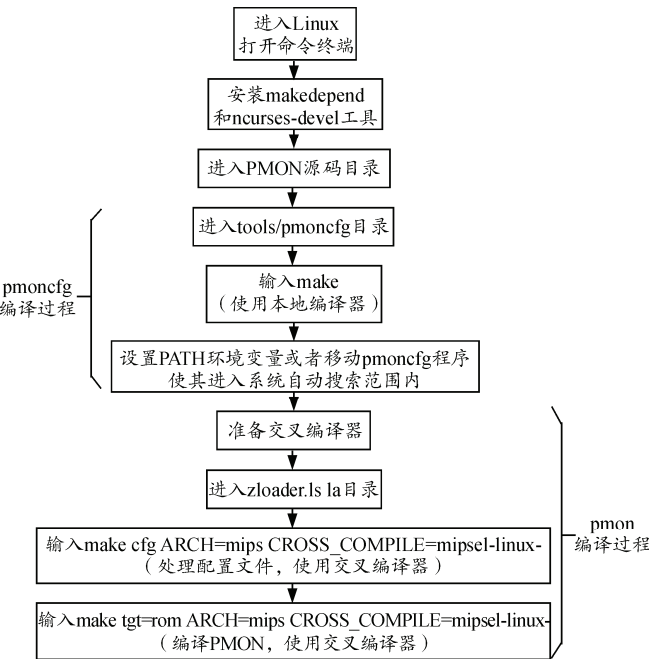 进入Linux
打开命令终端
安装makedepend
和ncurses-devel工具
进入PMON源码目录
进入tools/pmoncfg目录
pmoncfg
编译过程
输入make
（使用本地编译器）
设置PATH环境变量或者移动pmoncfg程序
使其进入系统自动搜索范围内
准备交叉编译器
进入zloader.ls la目录
pmon
编译过程
输入make cfg ARCH=mips CROSS_COMPILE=mipsel-linux-
（处理配置文件，使用交叉编译器）
输入make tgt=rom ARCH=mips CROSS_COMPILE=mipsel-linux-
（编译PMON，使用交叉编译器）